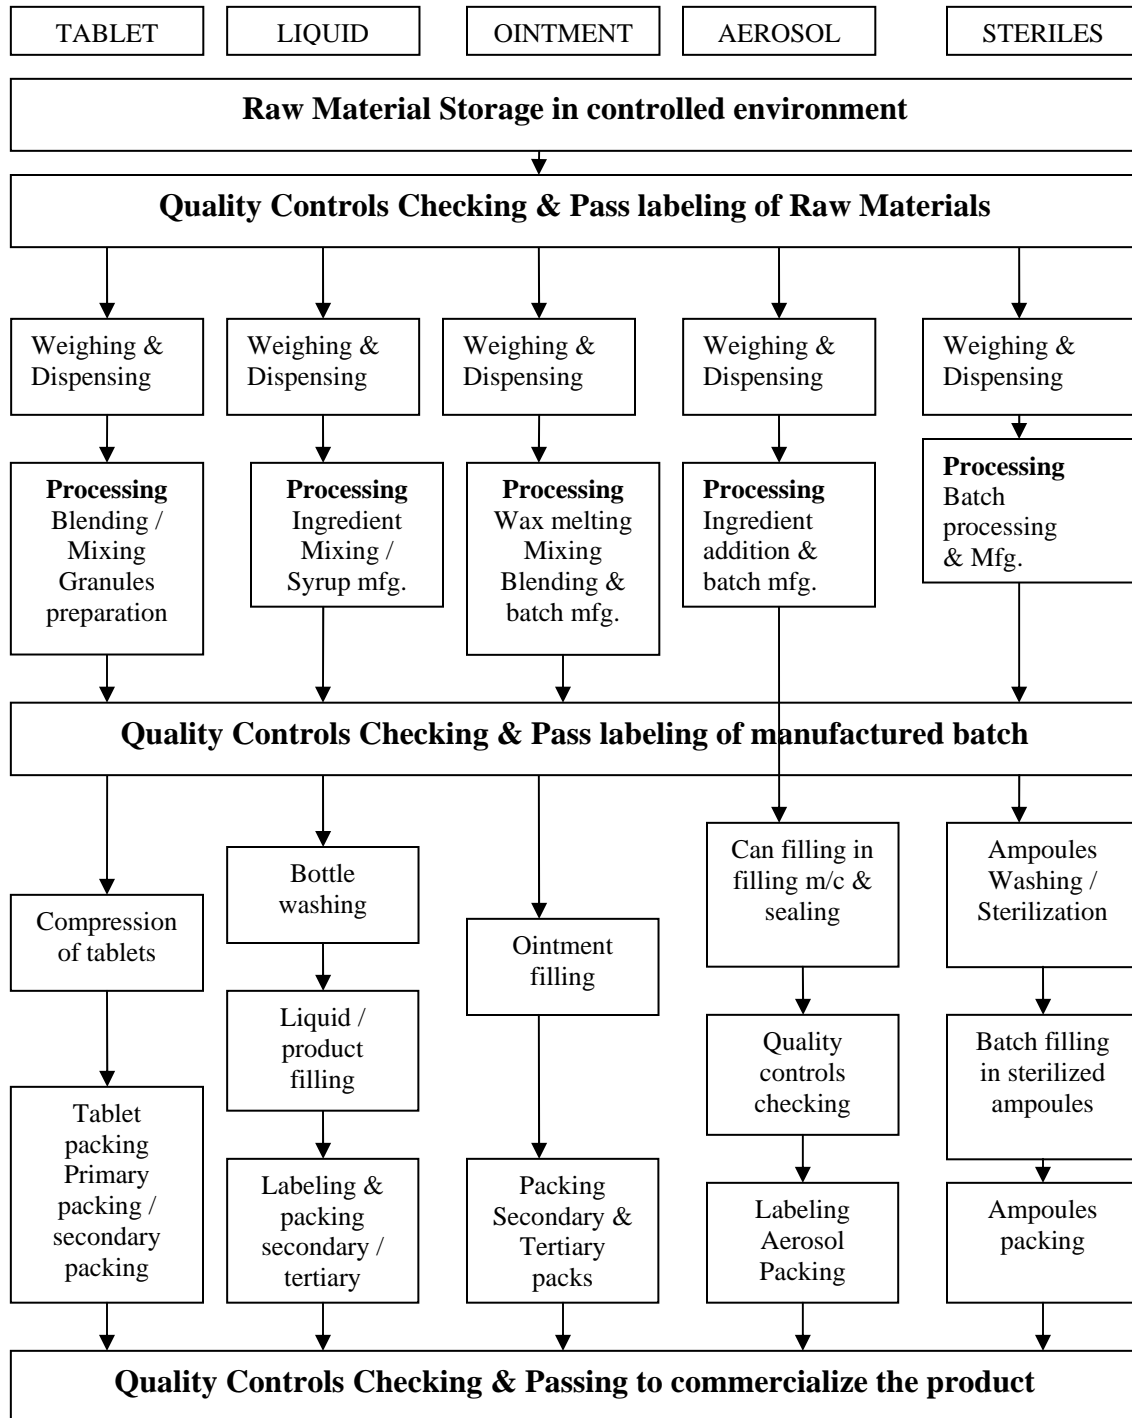 TABLET
LIQUID
OINTMENT
AEROSOL
STERILES
Raw Material Storage in controlled environment
Quality Controls Checking & Pass labeling of Raw Materials
Weighing &
Dispensing
Weighing &
Dispensing
Weighing &
Dispensing
Weighing &
Dispensing
Weighing &
Dispensing
Processing
Blending /
Mixing
Granules
preparation
Processing
Ingredient
Mixing /
Syrup mfg.
Processing
Wax melting
Mixing
Blending &
batch mfg.
Processing
Ingredient
addition &
batch mfg.
Processing
Batch
processing
& Mfg.
Quality Controls Checking & Pass labeling of manufactured batch
Compression
of tablets
Bottle
washing
Ointment
filling
Can filling in
filling m/c &
sealing
Ampoules
Washing /
Sterilization
Liquid /
product
filling
Quality
controls
checking
Batch filling
in sterilized
ampoules
Tablet
packing
Primary
packing /
secondary
packing
Labeling &
packing
secondary /
tertiary
Packing
Secondary &
Tertiary
packs
Labeling
Aerosol
Packing
Ampoules
packing
Quality Controls Checking & Passing to commercialize the product